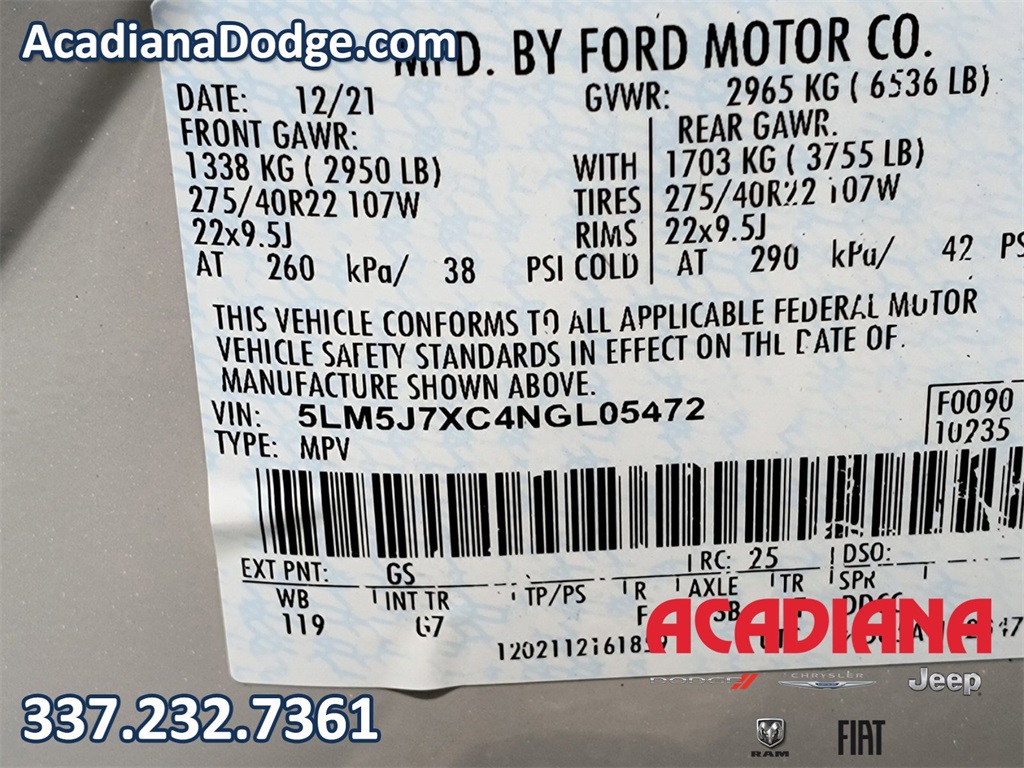 AcadianaDodge.com
MFD. BY FORD MOTOR CO.
DATE: 12/21 GVWR: 2965 KG ( 6536 LB)
FRONT GAWR: REAR GAWR.
1338 KG ( 2950 LB) WITH 1703 KG ( 3755 LB)
275/40R22 107W TIRES 275/40R22 107W
22x9.5J RIMS 22x9.5J
AT 260 kPa/ 38 PSI COLD AT 290 kPa/ 42 PS
THIS VEHICLE CONFORMS TO ALL APPLICABLE FEDERAL MOTOR
VEHICLE SAFETY STANDARDS IN EFFECT ON THE DATE OF
MANUFACTURE SHOWN ABOVE.
VIN: 5LM5J7XC4NGL05472
F0090
TYPE: MPV
10235
EXT PNT: GS RC: 25 DSO:
WB INT TR TP/PS R AXLE TR SPR
119 67
ACADIANA
DODGE CHRYSLER Jeep
337.232.7361
RAM FIAT